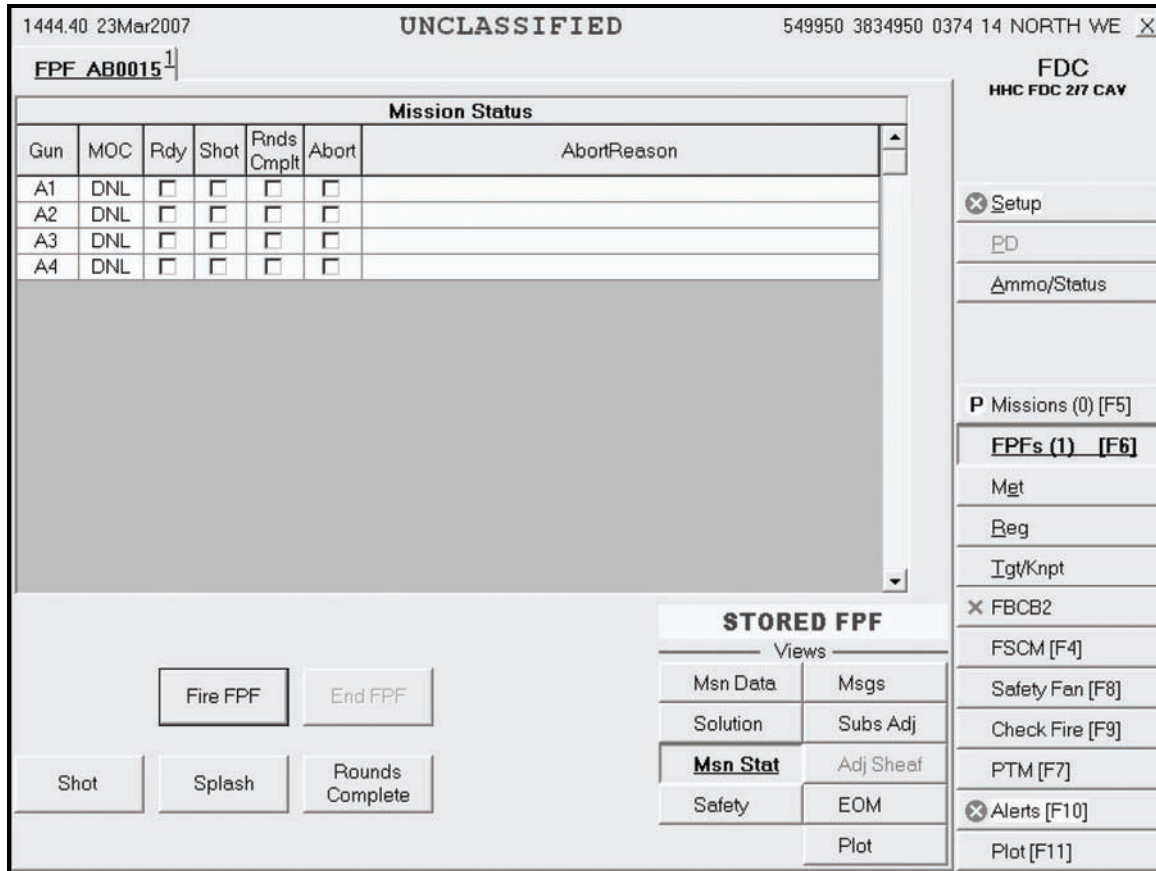 1444.40 23Mar2007 UNCLASSIFIED 549950 3834950 0374 14 NORTH WE X
FPF AB0015 1
FDC
HHC FDC 2/7 CAV
Mission Status
Gun MOC Rdy Shot Rnds Cmplt Abort AbortReason
A1 DNL
A2 DNL
A3 DNL
A4 DNL
Setup
PD
Ammo/Status
P Missions (0) [F5]
FPFs (1) [F6]
Met
Reg
Tgt/Knpt
FBCB2
FSCM [F4]
Safety Fan [F8]
Check Fire [F9]
PTM [F7]
Alerts [F10]
Plot [F11]
STORED FPF
Views
Msn Data Msgs
Solution Subs Adj
Msn Stat Adj Sheaf
Safety EOM
Plot
Fire FPF End FPF
Shot Splash Rounds Complete